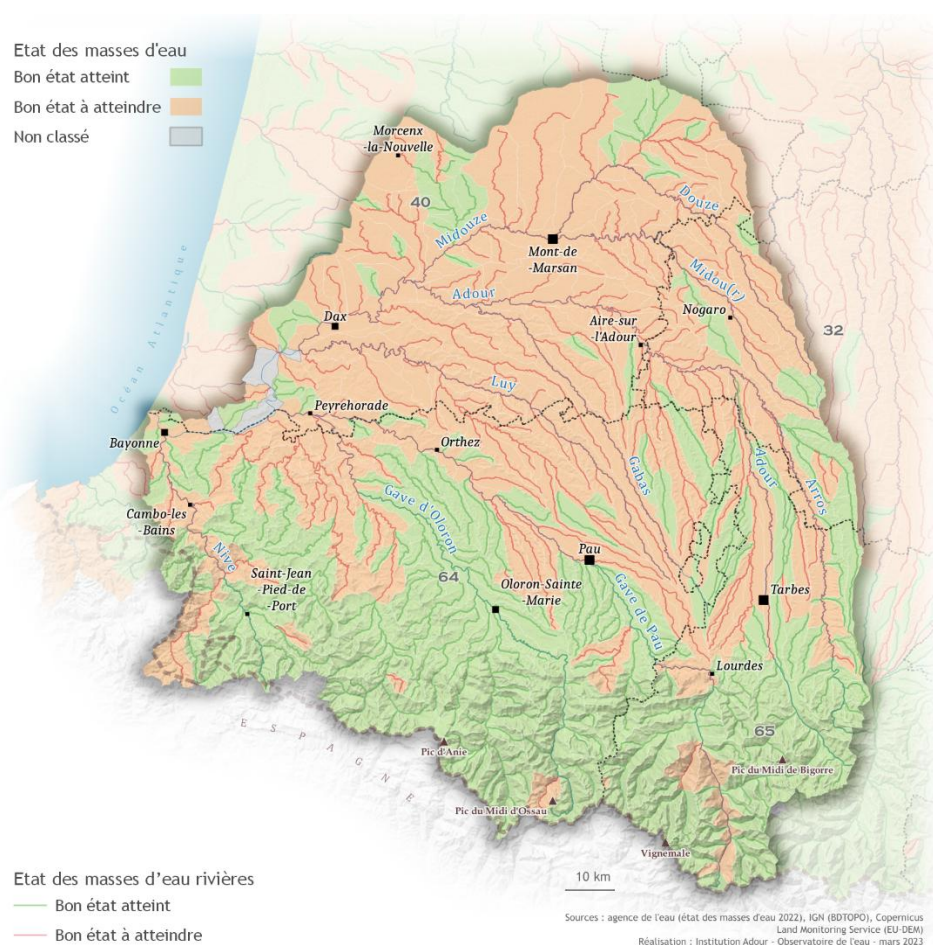 Etat des masses d'eau
Bon état atteint
Bon état à atteindre
Non classé
Morcenx
-la-Nouvelle
40
Midouze
Douze
Mont-de
-Marsan
Midou(r)
Adour
Nogaro
Dax
Aire-sur
-l'Adour
32
Océan Atlantique
Luy
Peyrehorade
Bayonne
Orthez
Gabas
Adour
Arros
Gave d'Oloron
Cambo-les
-Bains
Nive
Pau
Saint-Jean
-Pied-de
-Port
64
Oloron-Sainte
-Marie
Gave de Pau
Tarbes
Lourdes
ESPAGNE
65
Pic d'Anie
Pic du Midi de Bigorre
Pic du Midi d'Ossau
Vignemale
Etat des masses d’eau rivières
Bon état atteint
Bon état à atteindre
10 km
Sources : agence de l'eau (état des masses d'eau 2022), IGN (BDTOPO), Copernicus
Land Monitoring Service (EU-DEM)
Réalisation : Institution Adour - Observatoire de l'eau - mars 2023